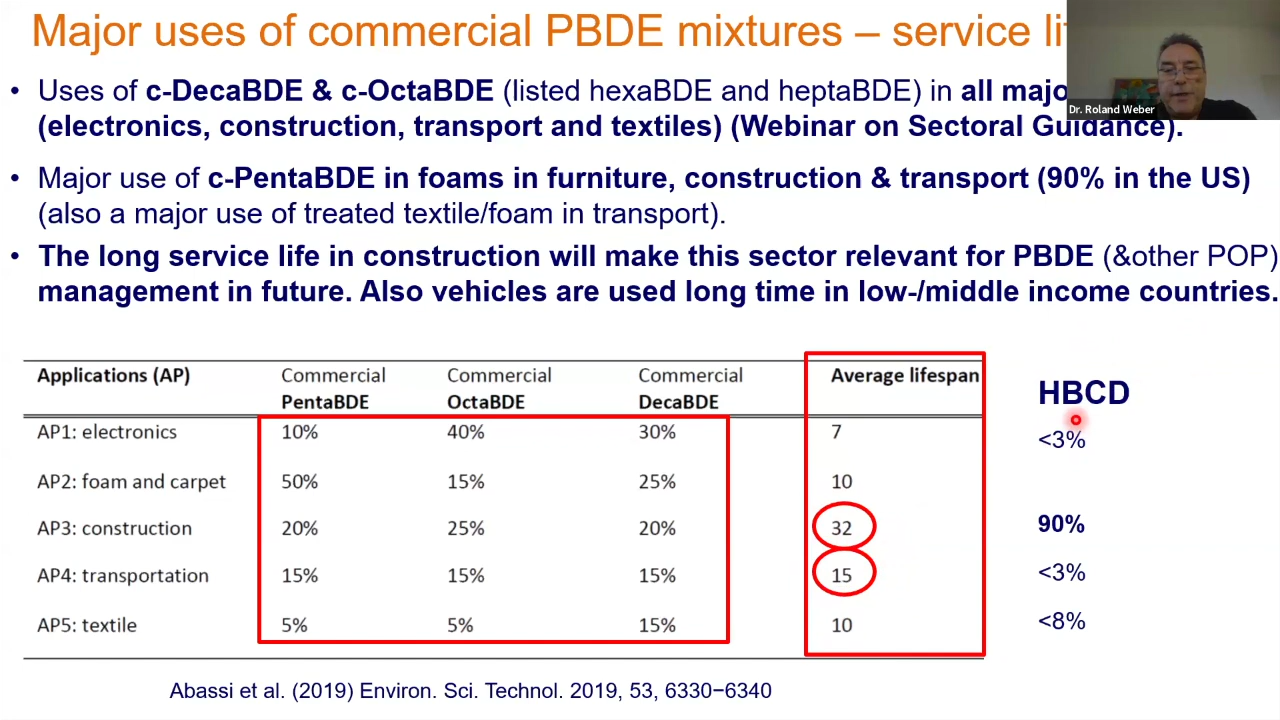 Major uses of commercial PBDE mixtures – service li
Dr. Roland Weber
• Uses of c-DecaBDE & c-OctaBDE (listed hexaBDE and heptaBDE) in all majo
(electronics, construction, transport and textiles) (Webinar on Sectoral Guidance).
• Major use of c-PentaBDE in foams in furniture, construction & transport (90% in the US)
(also a major use of treated textile/foam in transport).
• The long service life in construction will make this sector relevant for PBDE (&other POP)
management in future. Also vehicles are used long time in low-/middle income countries.
Applications (AP) Commercial PentaBDE Commercial OctaBDE Commercial DecaBDE Average lifespan HBCD
AP1: electronics 10% 40% 30% 7 <3%
AP2: foam and carpet 50% 15% 25% 10
AP3: construction 20% 25% 20% 32 90%
AP4: transportation 15% 15% 15% 15 <3%
AP5: textile 5% 5% 15% 10 <8%
Abassi et al. (2019) Environ. Sci. Technol. 2019, 53, 6330−6340